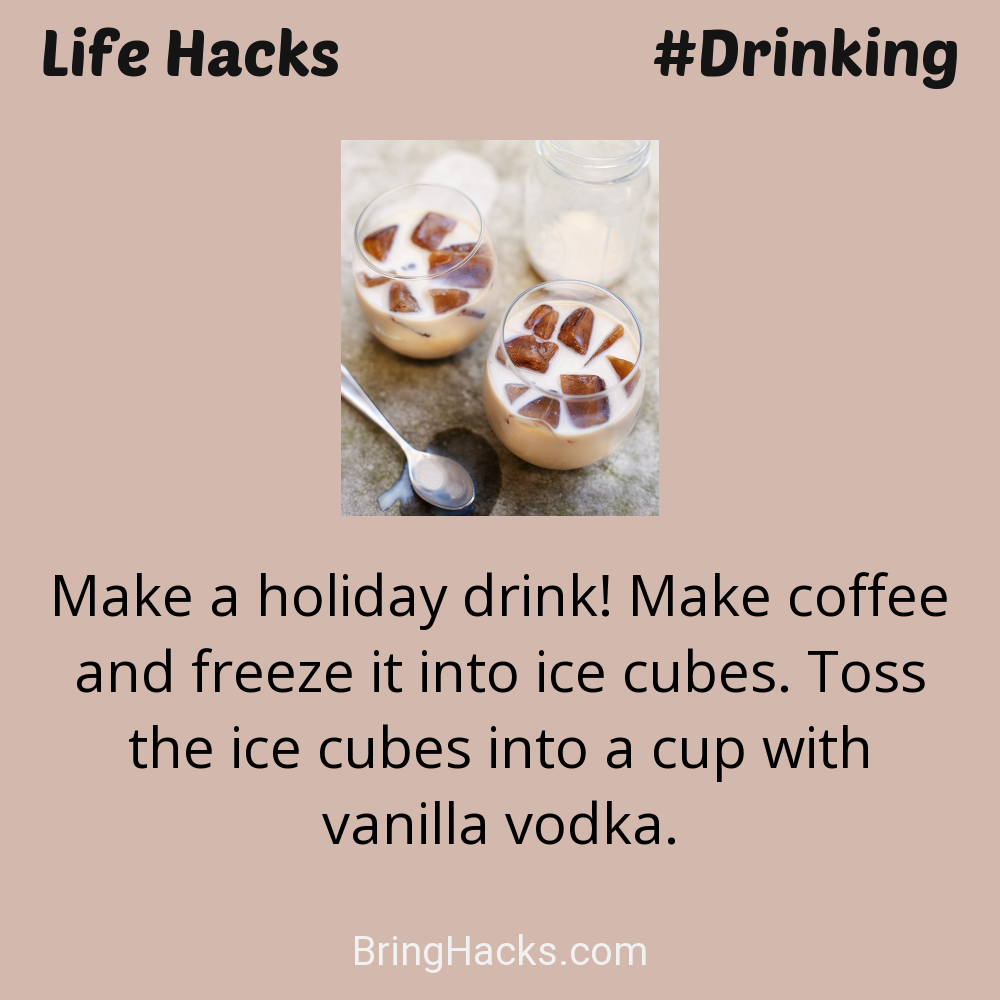 Life Hacks
#Drinking
Make a holiday drink! Make coffee
and freeze it into ice cubes. Toss
the ice cubes into a cup with
vanilla vodka.
BringHacks.com